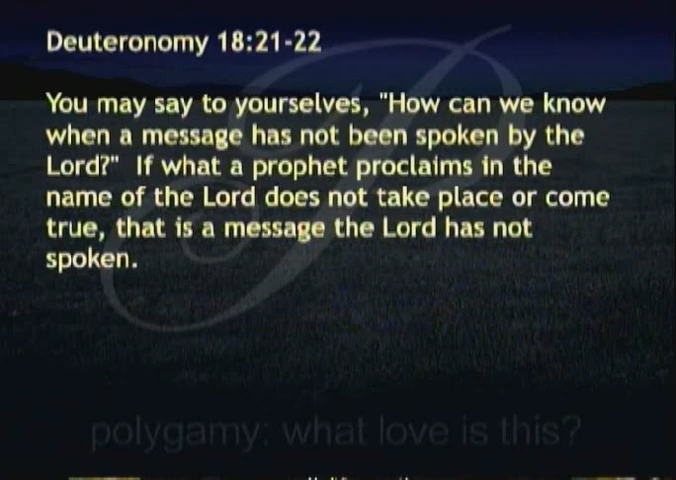 Deuteronomy 18:21-22
You may say to yourselves, "How can we know
when a message has not been spoken by the
Lord?" If what a prophet proclaims in the
name of the Lord does not take place or come
true, that is a message the Lord has not
spoken.
polygamy: what love is this?